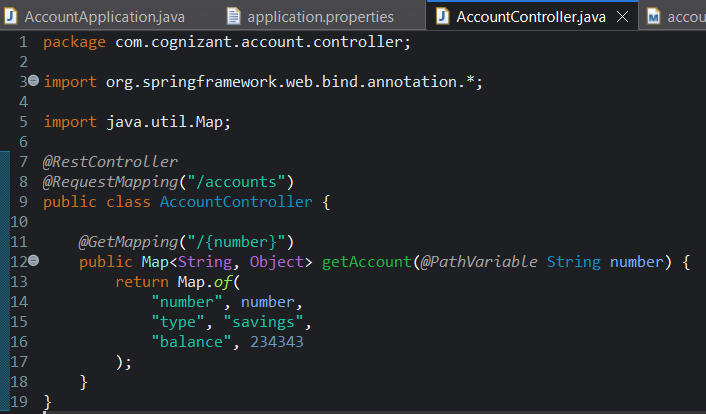 AccountApplication.java application.properties AccountController.java accou
1 package com.cognizant.account.controller;
2
3 import org.springframework.web.bind.annotation.*;
4
5 import java.util.Map;
6
7 @RestController
8 @RequestMapping("/accounts")
9 public class AccountController {
10
11     @GetMapping("/{number}")
12     public Map<String, Object> getAccount(@PathVariable String number) {
13         return Map.of(
14             "number", number,
15             "type", "savings",
16             "balance", 234343
17         );
18     }
19 }